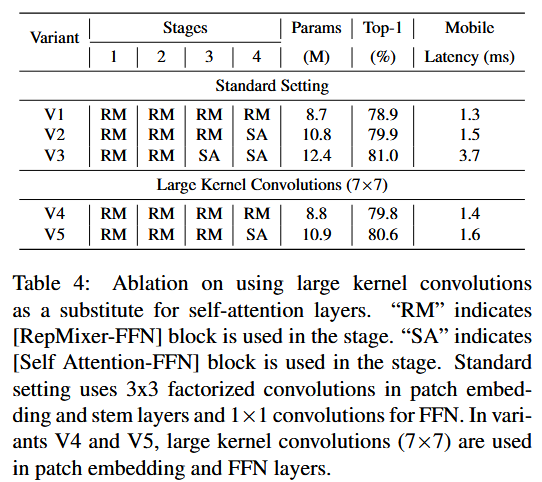 Variant Stages Params Top-1 Mobile
1 2 3 4 (M) (%) Latency (ms)
Standard Setting
V1 RM RM RM RM 8.7 78.9 1.3
V2 RM RM RM SA 10.8 79.9 1.5
V3 RM RM SA SA 12.4 81.0 3.7
Large Kernel Convolutions (7×7)
V4 RM RM RM RM 8.8 79.8 1.4
V5 RM RM RM SA 10.9 80.6 1.6
Table 4: Ablation on using large kernel convolutions
as a substitute for self-attention layers. “RM” indicates
[RepMixer-FFN] block is used in the stage. “SA” indicates
[Self Attention-FFN] block is used in the stage. Standard
setting uses 3x3 factorized convolutions in patch embed-
ding and stem layers and 1×1 convolutions for FFN. In vari-
ants V4 and V5, large kernel convolutions (7×7) are used
in patch embedding and FFN layers.